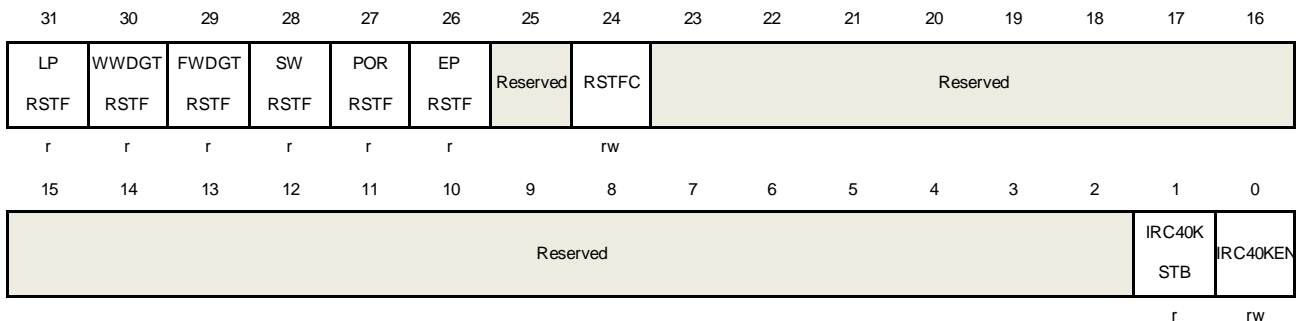 31 30 29 28 27 26 25 24 23 22 21 20 19 18 17 16
LP WWDGT FWDGT SW POR EP
Reserved RSTFC Reserved
RSTF RSTF RSTF RSTF RSTF RSTF
r r r r r r rw
15 14 13 12 11 10 9 8 7 6 5 4 3 2 1 0
IRC40K
Reserved IRC40KEN
STB
r rw